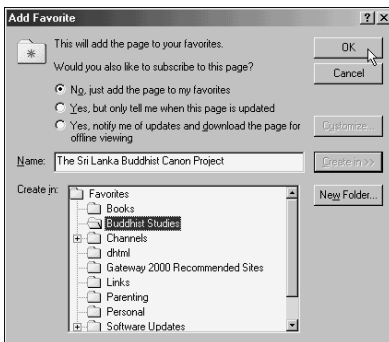 Add Favorite
This will add the page to your favorites.
OK
Would you also like to subscribe to this page?
Cancel
No, just add the page to my favorites
Yes, but only tell me when this page is updated
Yes, notify me of updates and download the page for
offline viewing
Customize...
Name: The Sri Lanka Buddhist Canon Project
Create in >>
Create in:
Favorites
New Folder...
Books
Buddhist Studies
Channels
dhtml
Gateway 2000 Recommended Sites
Links
Parenting
Personal
Software Updates